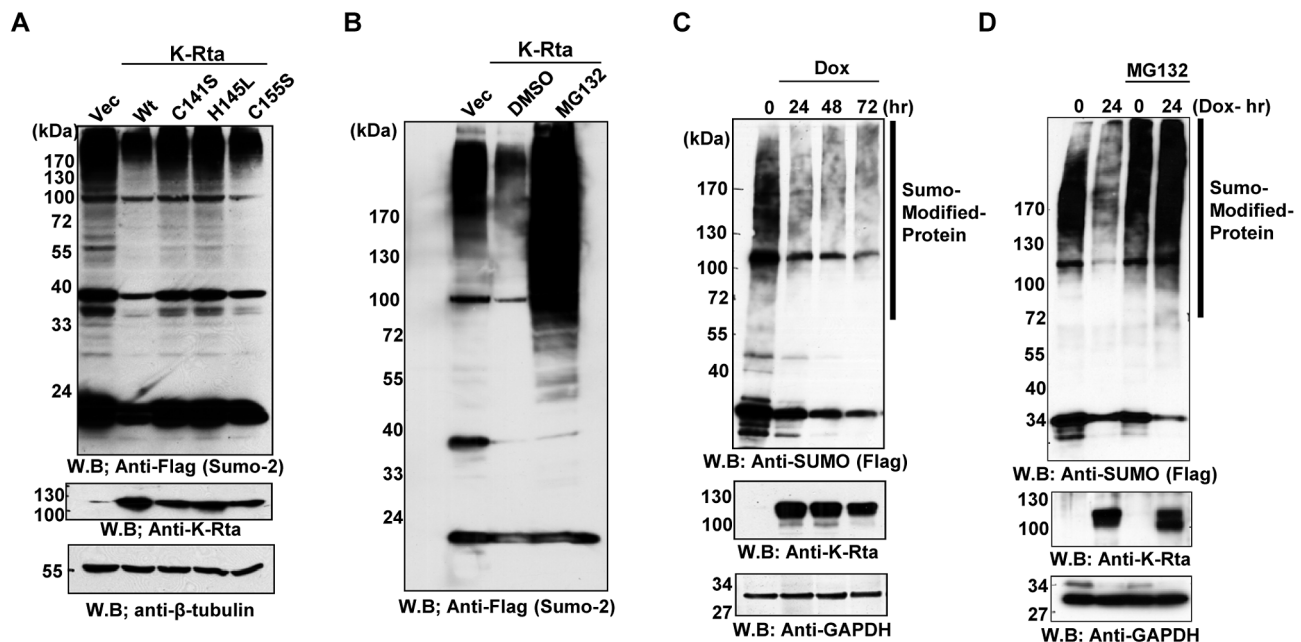 A
K-Rta
Vec Wt C141S H145L C155S
(kDa)
170
130
100
72
55
40
33
24
W.B; Anti-Flag (Sumo-2)
130
100
W.B; Anti-K-Rta
55
W.B; anti-β-tubulin
B
K-Rta
Vec DMSO MG132
(kDa)
170
130
100
72
55
40
33
24
W.B; Anti-Flag (Sumo-2)
C
Dox
0 24 48 72 (hr)
(kDa)
170
130
100
72
55
40
Sumo-
Modified-
Protein
W.B: Anti-SUMO (Flag)
130
100
W.B: Anti-K-Rta
34
27
W.B: Anti-GAPDH
D
MG132
0 24 0 24 (Dox- hr)
(kDa)
170
130
100
72
55
40
34
Sumo-
Modified-
Protein
W.B: Anti-SUMO (Flag)
130
100
W.B: Anti-K-Rta
34
27
W.B: Anti-GAPDH